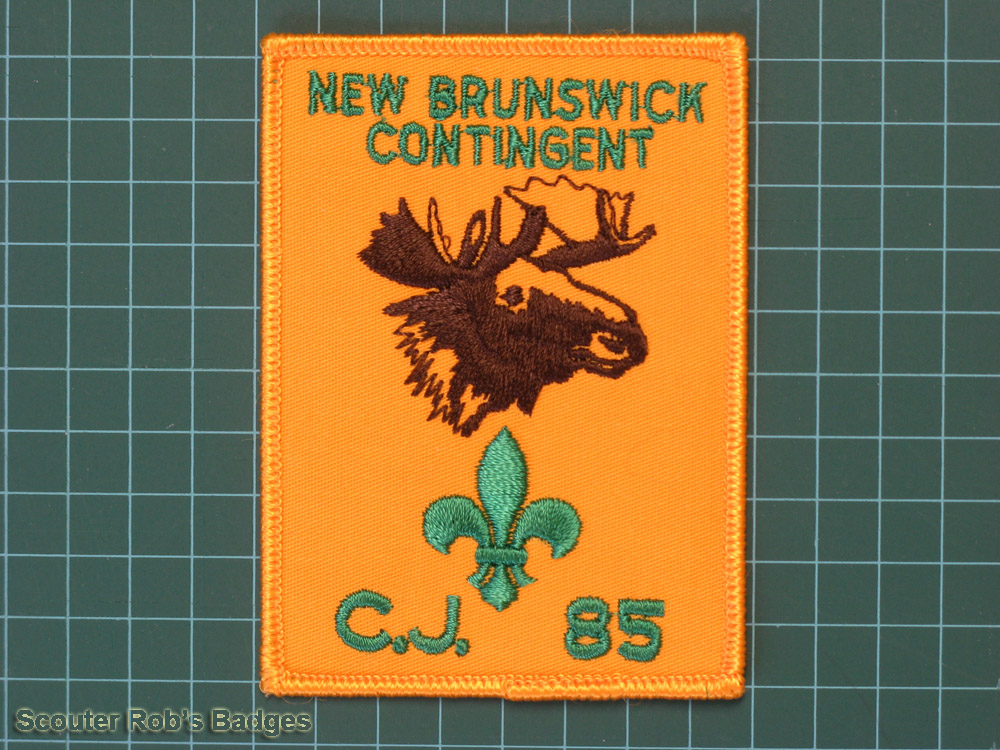 NEW BRUNSWICK
CONTINGENT
C.J. 85
Scouter Rob's Badges